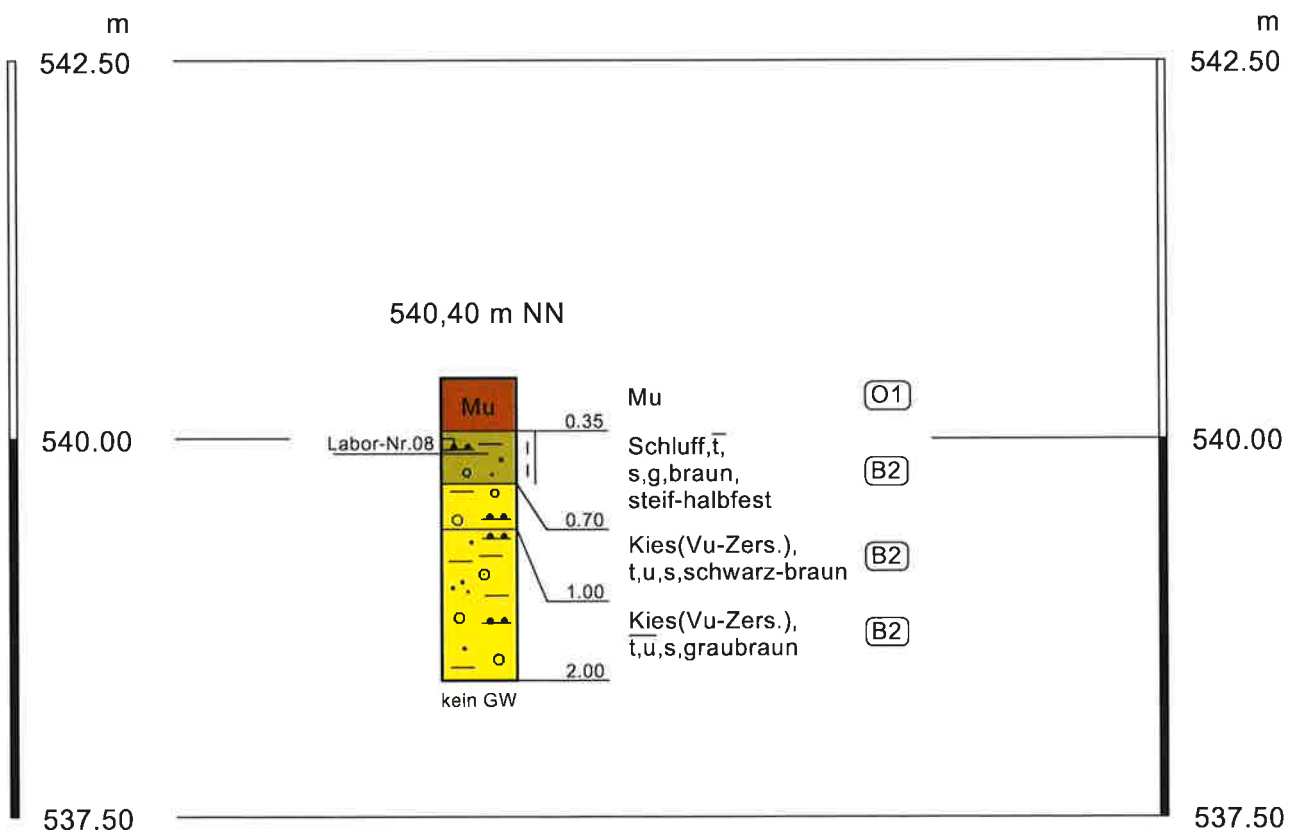 m
m
542.50
542.50
540,40 m NN
Mu
Mu
O1
0.35
540.00
Labor-Nr.08
Schluff,t̅,
s,g,braun,
steif-halbfest
B2
540.00
0.70
Kies(Vu-Zers.),
t,u,s,schwarz-braun
B2
1.00
Kies(Vu-Zers.),
t̅,u̅,s,graubraun
B2
2.00
kein GW
537.50
537.50